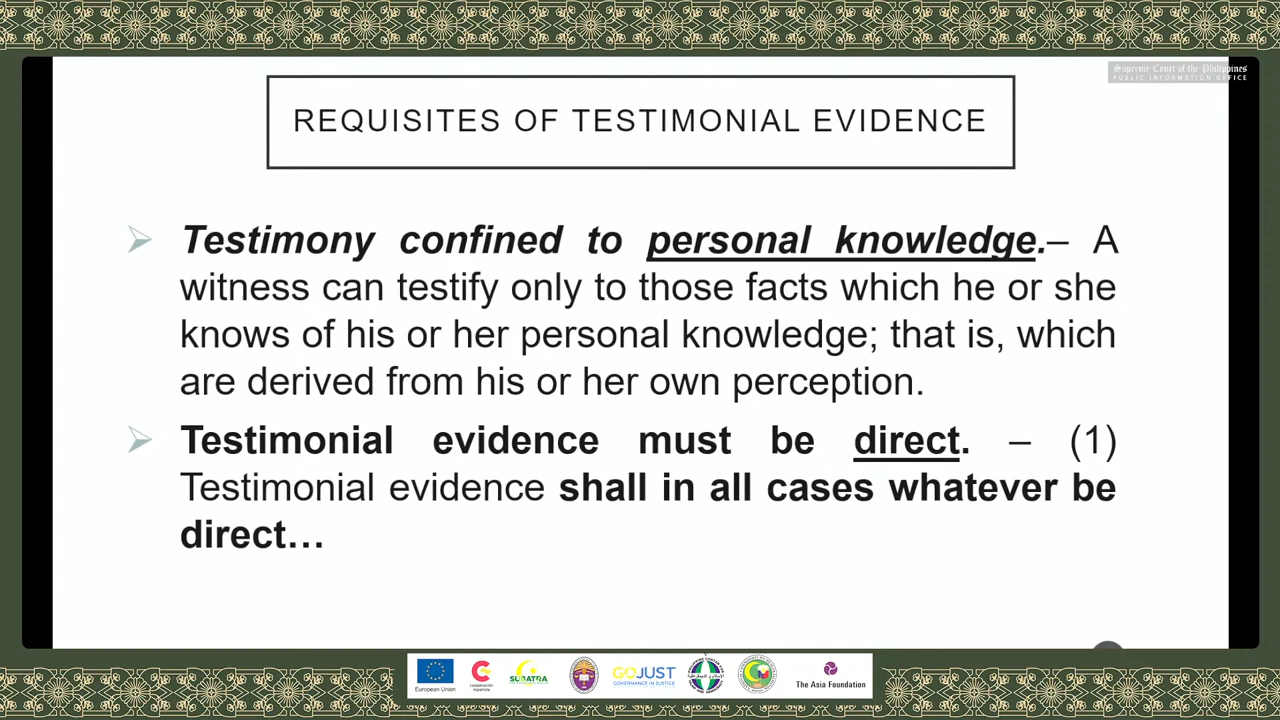 Supreme Court of the Philippines
PUBLIC INFORMATION OFFICE
REQUISITES OF TESTIMONIAL EVIDENCE
Testimony confined to personal knowledge.– A
witness can testify only to those facts which he or she
knows of his or her personal knowledge; that is, which
are derived from his or her own perception.
Testimonial evidence must be direct. – (1)
Testimonial evidence shall in all cases whatever be
direct…
European Union
cooperación
española
SUBATRA
GOJUST
GOVERNANCE IN JUSTICE
The Asia Foundation